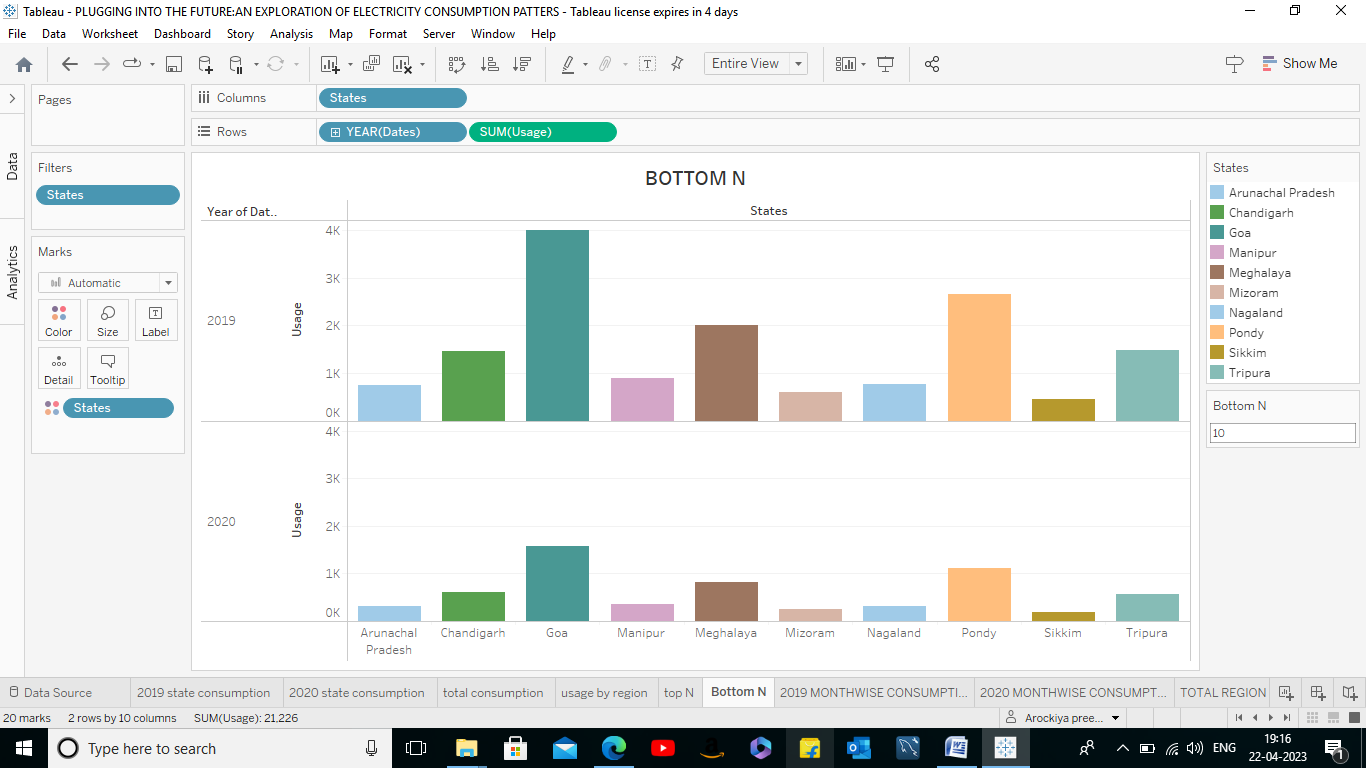 Tableau - PLUGGING INTO THE FUTURE:AN EXPLORATION OF ELECTRICITY CONSUMPTION PATTERS - Tableau license expires in 4 days
File Data Worksheet Dashboard Story Analysis Map Format Server Window Help
Entire View
Show Me
Pages
Columns
States
Rows
YEAR(Dates)
SUM(Usage)
Data
Analytics
Filters
States
Marks
Automatic
Color Size Label
Detail Tooltip
States
BOTTOM N
Year of Dat..
States
4K
3K
2K
1K
0K
2019
Usage
4K
3K
2K
1K
0K
2020
Usage
Arunachal Pradesh Chandigarh Goa Manipur Meghalaya Mizoram Nagaland Pondy Sikkim Tripura
States
Arunachal Pradesh
Chandigarh
Goa
Manipur
Meghalaya
Mizoram
Nagaland
Pondy
Sikkim
Tripura
Bottom N
10
Data Source 2019 state consumption 2020 state consumption total consumption usage by region top N Bottom N 2019 MONTHWISE CONSUMPTI... 2020 MONTHWISE CONSUMPT... TOTAL REGION
20 marks 2 rows by 10 columns SUM(Usage): 21,226
Arockiya pree...
Type here to search
ENG
19:16
22-04-2023
1